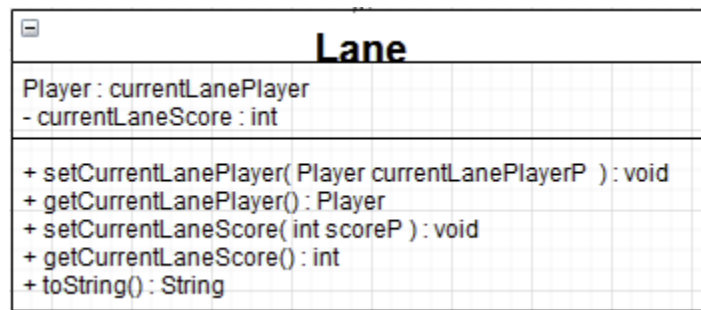 Lane
Player : currentLanePlayer
- currentLaneScore : int
+ setCurrentLanePlayer( Player currentLanePlayerP ) : void
+ getCurrentLanePlayer() : Player
+ setCurrentLaneScore( int scoreP ) : void
+ getCurrentLaneScore() : int
+ toString() : String